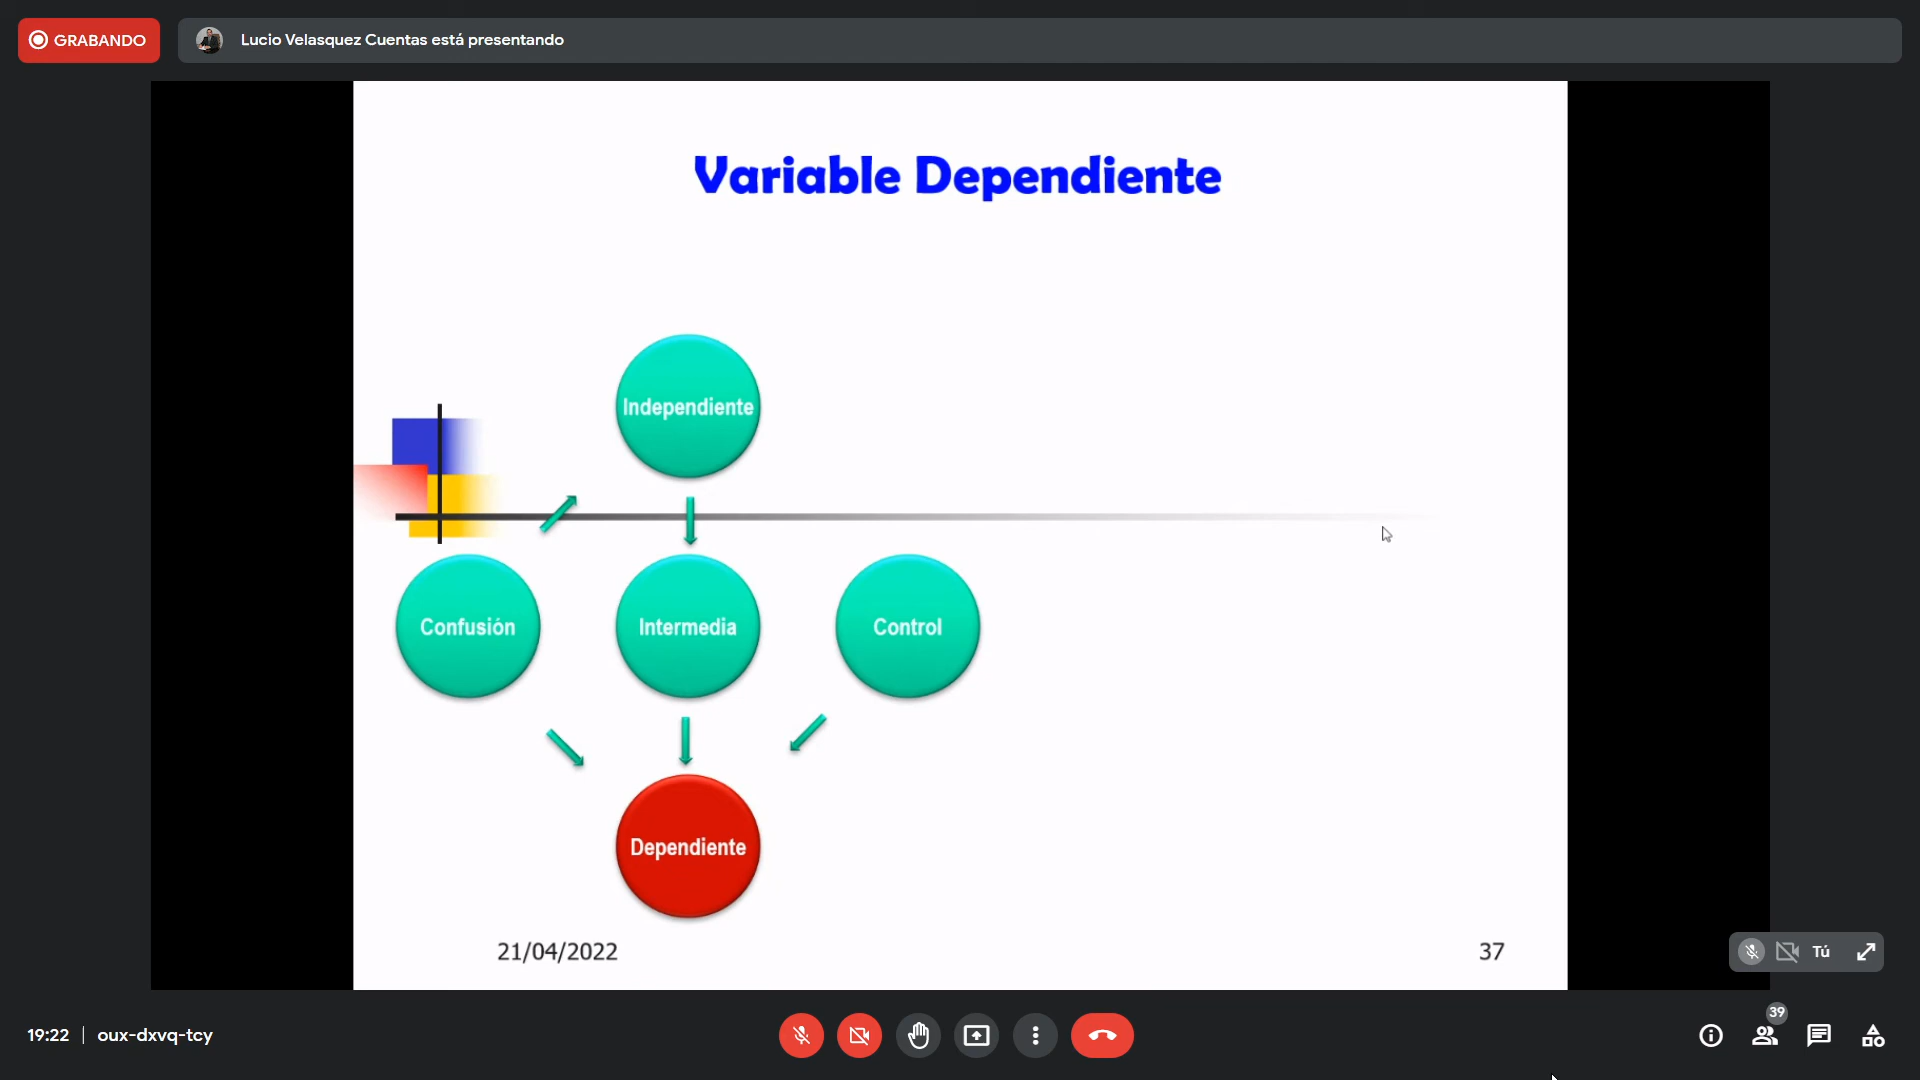 GRABANDO
Lucio Velasquez Cuentas está presentando
Variable Dependiente
Independiente
Confusión
Intermedia
Control
Dependiente
21/04/2022
37
Tú
19:22 | oux-dxvq-tcy
39